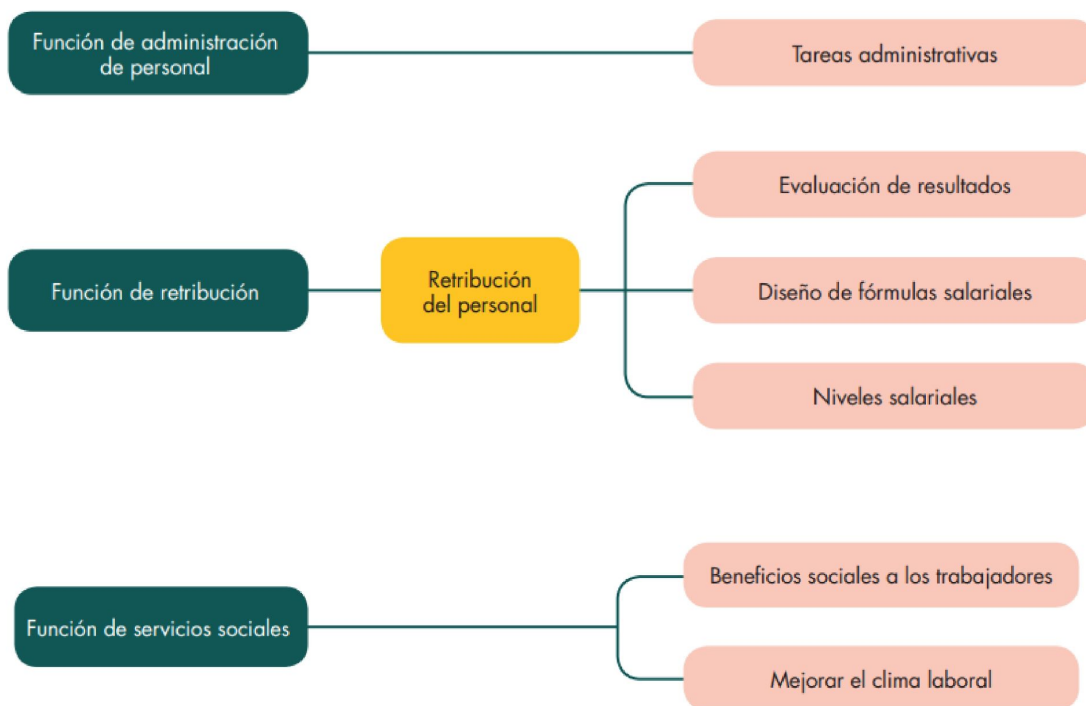 Función de administración
de personal
Tareas administrativas
Evaluación de resultados
Función de retribución
Retribución
del personal
Diseño de fórmulas salariales
Niveles salariales
Función de servicios sociales
Beneficios sociales a los trabajadores
Mejorar el clima laboral